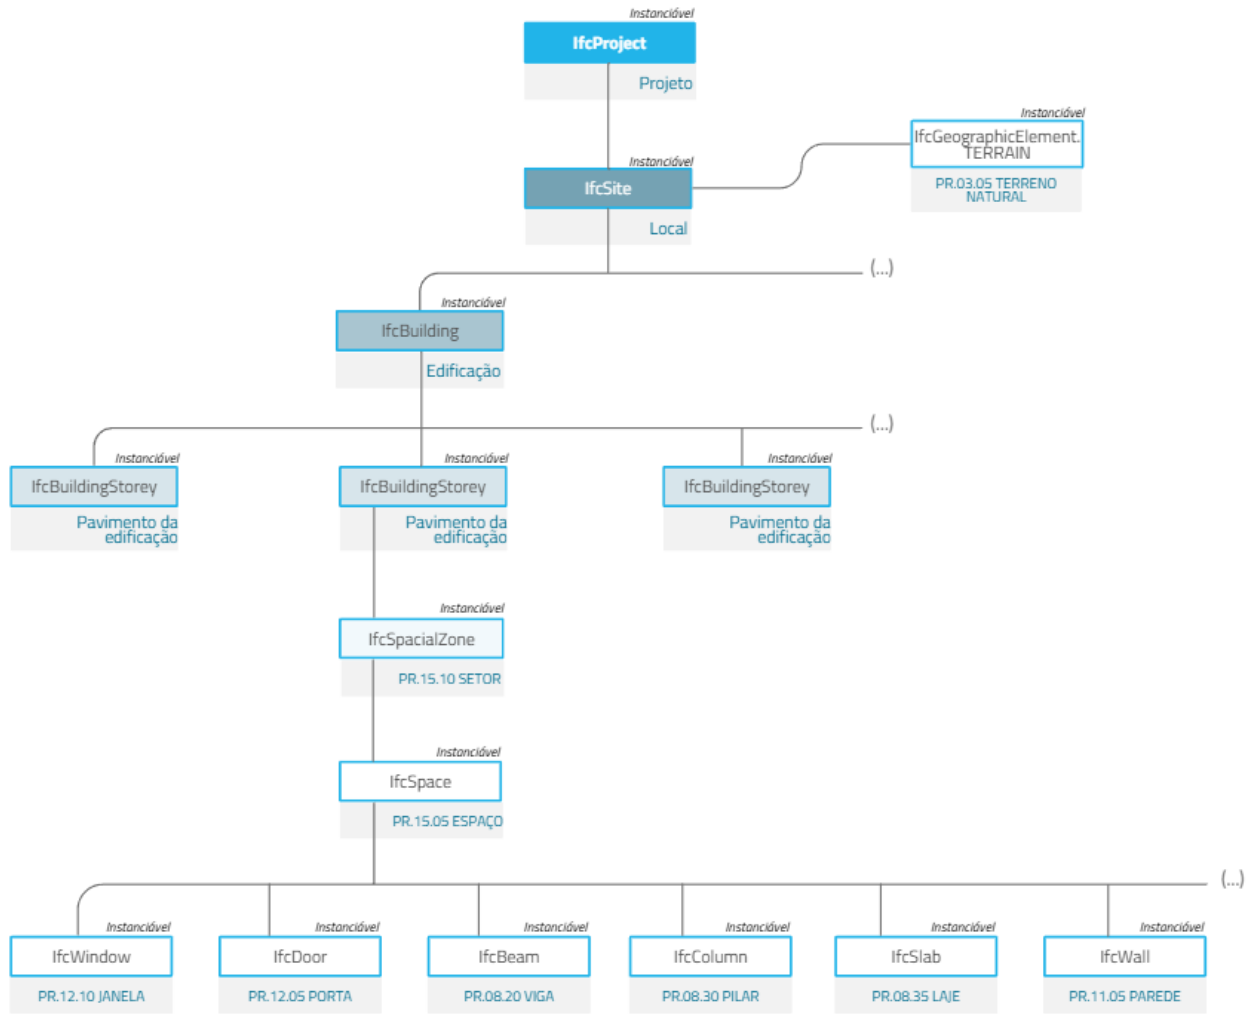 Instanciável
IfcProject
Projeto
Instanciável
IfcGeographicElement.
TERRAIN
PR.03.05 TERRENO
NATURAL
Instanciável
IfcSite
Local
(...)
Instanciável
IfcBuilding
Edificação
(...)
Instanciável
IfcBuildingStorey
Pavimento da
edificação
Instanciável
IfcBuildingStorey
Pavimento da
edificação
Instanciável
IfcBuildingStorey
Pavimento da
edificação
Instanciável
IfcSpacialZone
PR.15.10 SETOR
Instanciável
IfcSpace
PR.15.05 ESPAÇO
(...)
Instanciável
IfcWindow
PR.12.10 JANELA
Instanciável
IfcDoor
PR.12.05 PORTA
Instanciável
IfcBeam
PR.08.20 VIGA
Instanciável
IfcColumn
PR.08.30 PILAR
Instanciável
IfcSlab
PR.08.35 LAJE
Instanciável
IfcWall
PR.11.05 PAREDE